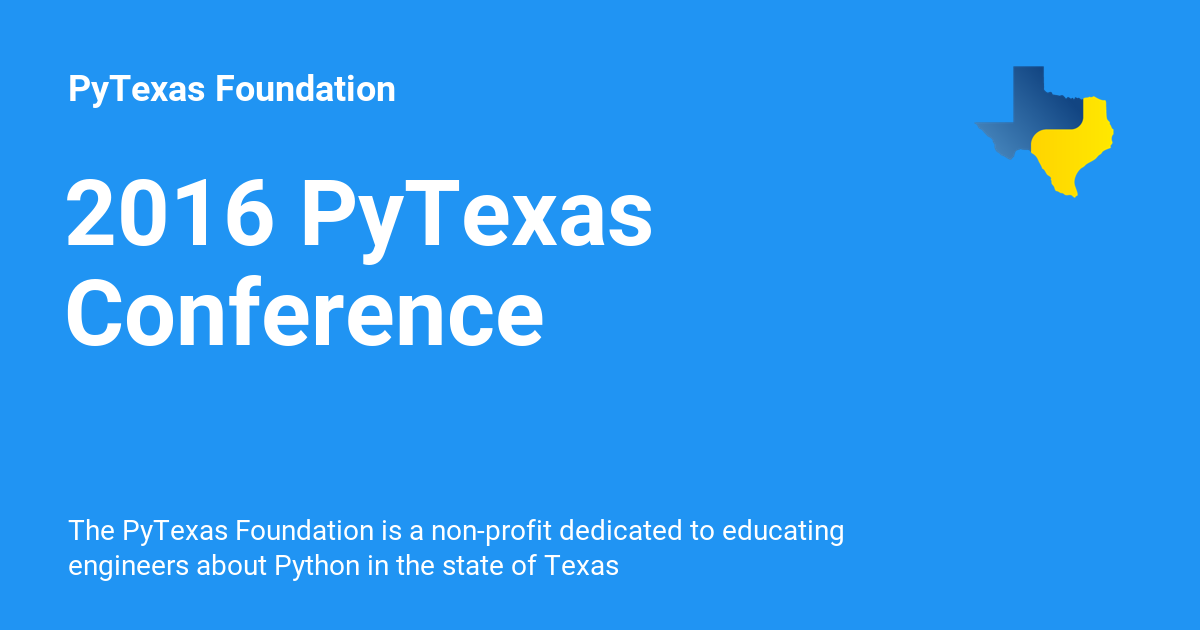 PyTexas Foundation
2016 PyTexas
Conference
The PyTexas Foundation is a non-profit dedicated to educating
engineers about Python in the state of Texas